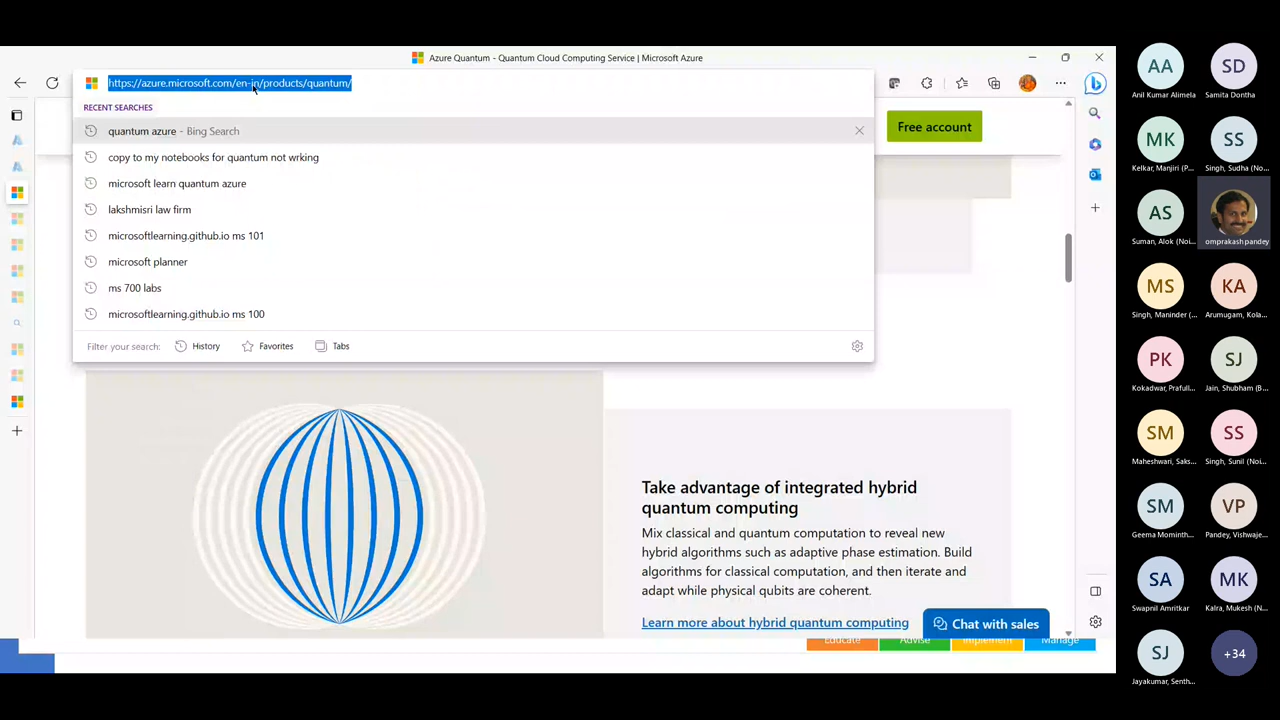 Azure Quantum - Quantum Cloud Computing Service | Microsoft Azure
https://azure.microsoft.com/en-in/products/quantum/
RECENT SEARCHES
quantum azure - Bing Search
copy to my notebooks for quantum not wrking
microsoft learn quantum azure
lakshmisri law firm
microsoftlearning.github.io ms 101
microsoft planner
ms 700 labs
microsoftlearning.github.io ms 100
Filter your search: History Favorites Tabs
Free account
Take advantage of integrated hybrid
quantum computing
Mix classical and quantum computation to reveal new
hybrid algorithms such as adaptive phase estimation. Build
algorithms for classical computation, and then iterate and
adapt while physical qubits are coherent.
Learn more about hybrid quantum computing
Chat with sales
Educate Advise Implement Manage
AA SD
Anil Kumar Alimela Samita Dontha
MK SS
Kelkar, Manjiri (P... Singh, Sudha (No...
AS
Suman, Alok (Noi... omprakash pandey
MS KA
Singh, Maninder (... Arumugam, Kola...
PK SJ
Kokadwar, Prafull... Jain, Shubham (B...
SM SS
Maheshwari, Saks... Singh, Sunil (Noi...
SM VP
Geema Mominth... Pandey, Vishwaje...
SA MK
Swapnil Amritkar Kalra, Mukesh (N...
SJ +34
Jayakumar, Senth...